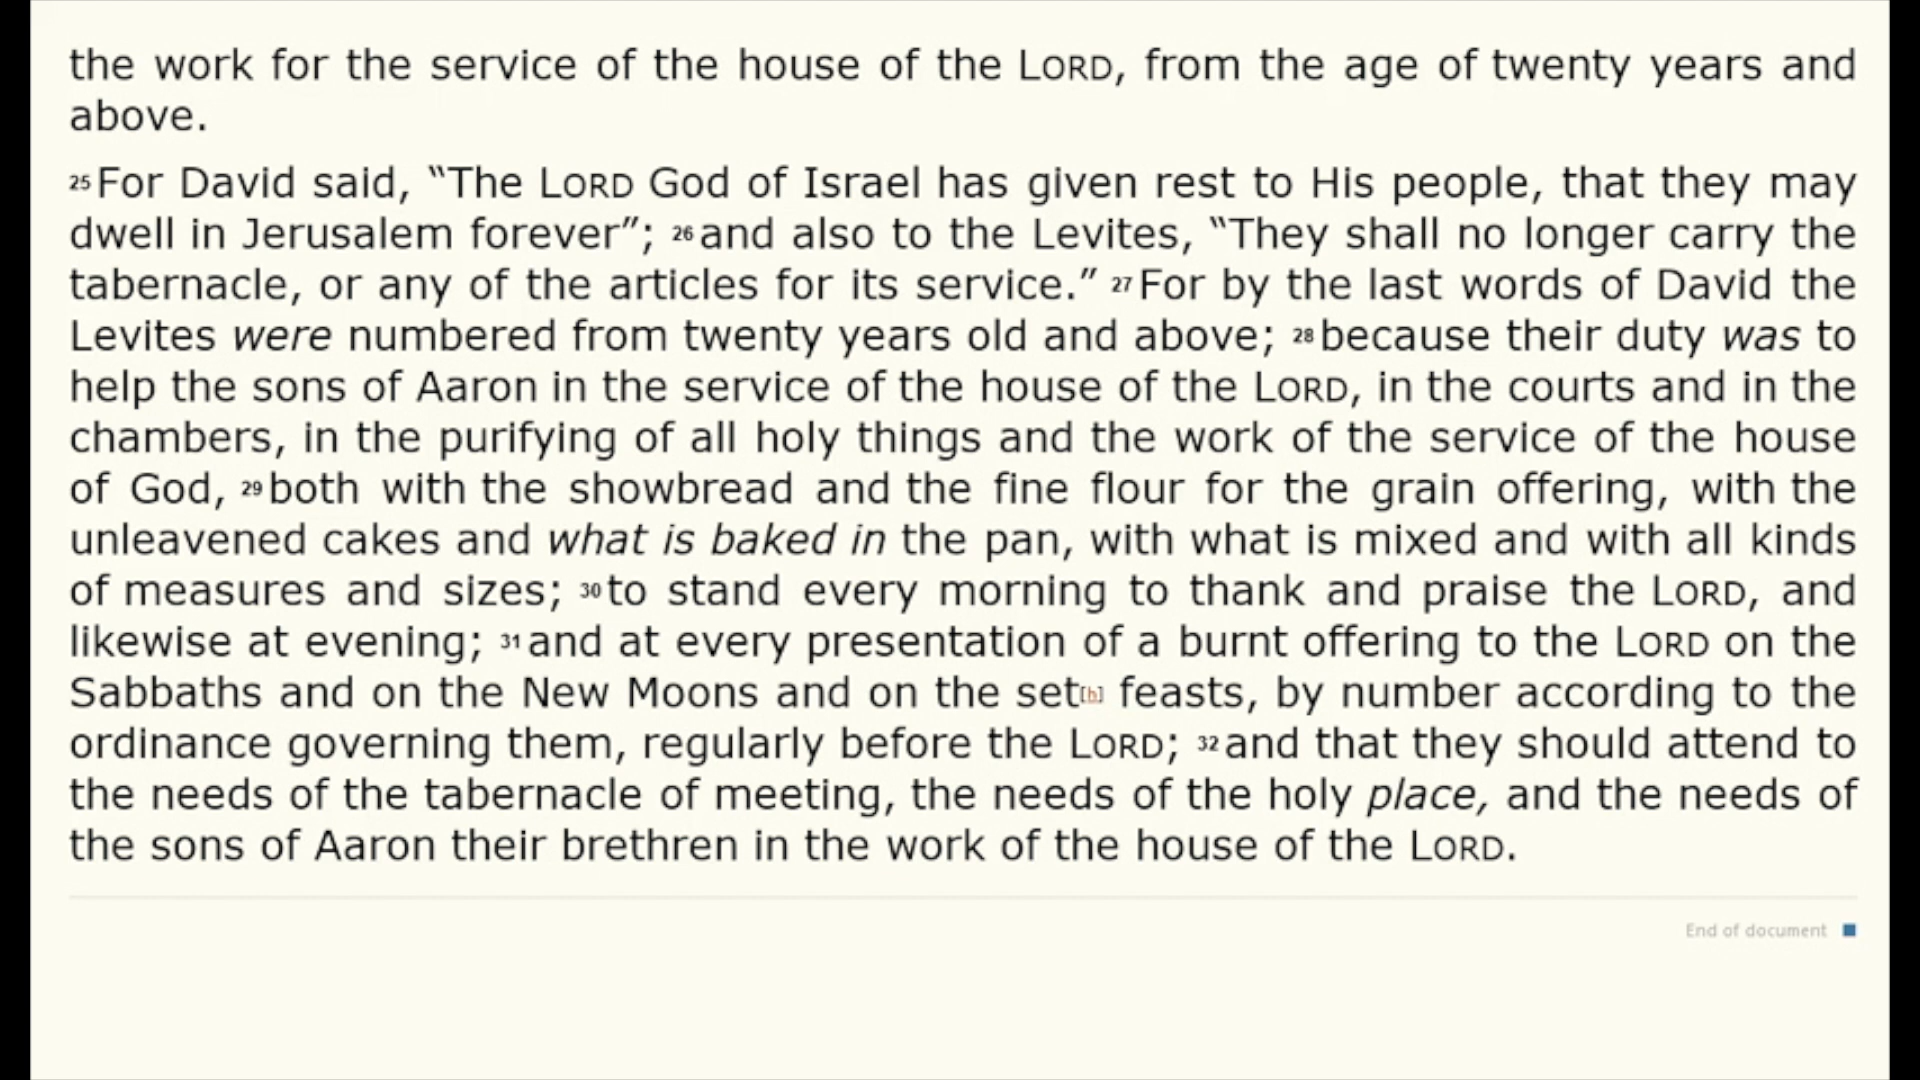 the work for the service of the house of the LORD, from the age of twenty years and
above.
25 For David said, “The LORD God of Israel has given rest to His people, that they may
dwell in Jerusalem forever”; 26 and also to the Levites, “They shall no longer carry the
tabernacle, or any of the articles for its service.” 27 For by the last words of David the
Levites were numbered from twenty years old and above; 28 because their duty was to
help the sons of Aaron in the service of the house of the LORD, in the courts and in the
chambers, in the purifying of all holy things and the work of the service of the house
of God, 29 both with the showbread and the fine flour for the grain offering, with the
unleavened cakes and what is baked in the pan, with what is mixed and with all kinds
of measures and sizes; 30 to stand every morning to thank and praise the LORD, and
likewise at evening; 31 and at every presentation of a burnt offering to the LORD on the
Sabbaths and on the New Moons and on the set[h] feasts, by number according to the
ordinance governing them, regularly before the LORD; 32 and that they should attend to
the needs of the tabernacle of meeting, the needs of the holy place, and the needs of
the sons of Aaron their brethren in the work of the house of the LORD.
End of document